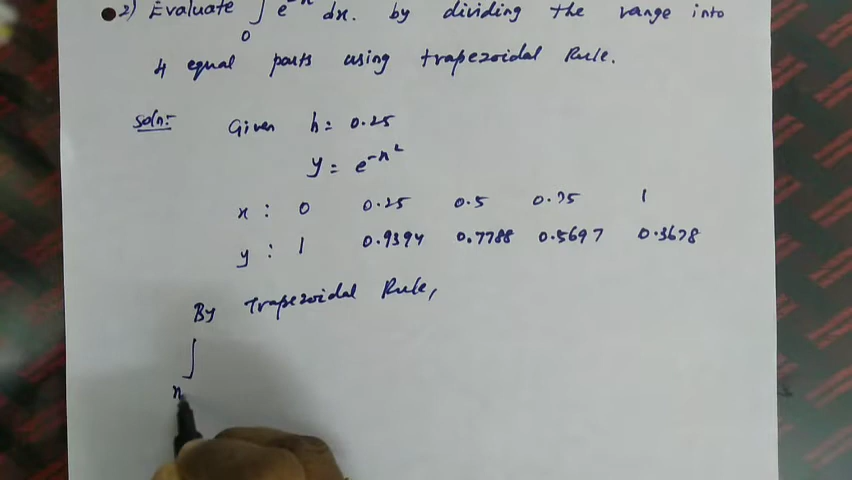 2) Evaluate ∫ e⁻ˣ dx. by dividing the range into
0
4 equal parts using trapezoidal Rule.
Soln:- Given h = 0.25
y = e^-x²
x : 0 0.25 0.5 0.75 1
y : 1 0.9394 0.7788 0.5697 0.3678
By Trapezoidal Rule,
∫
x